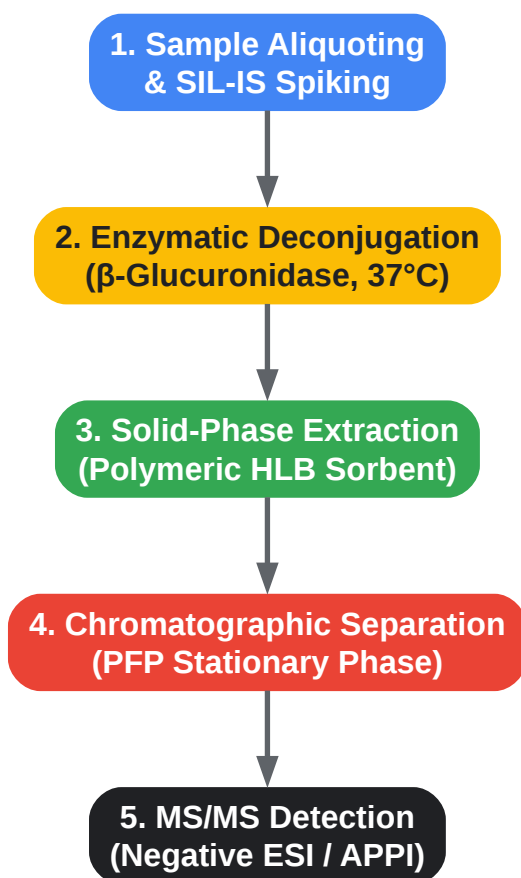 1. Sample Aliquoting
& SIL-IS Spiking
2. Enzymatic Deconjugation
(β-Glucuronidase, 37°C)
3. Solid-Phase Extraction
(Polymeric HLB Sorbent)
4. Chromatographic Separation
(PFP Stationary Phase)
5. MS/MS Detection
(Negative ESI / APPI)